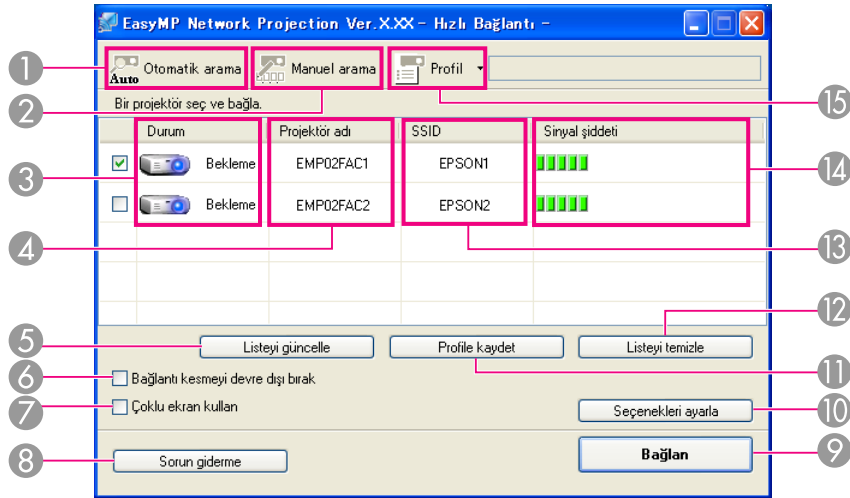 EasyMP Network Projection Ver.X.XX - Hızlı Bağlantı -
1 Auto Otomatik arama Manuel arama Profil
2 Bir projektör seç ve bağla. 15
Durum Projektör adı SSID Sinyal şiddeti
3 Bekleme EMP02FAC1 EPSON1 14
Bekleme EMP02FAC2 EPSON2
4 13
12
5 Listeyi güncelle Profile kaydet Listeyi temizle
6 Bağlantı kesmeyi devre dışı bırak 11
7 Çoklu ekran kullan Seçenekleri ayarla 10
8 Sorun giderme Bağlan 9